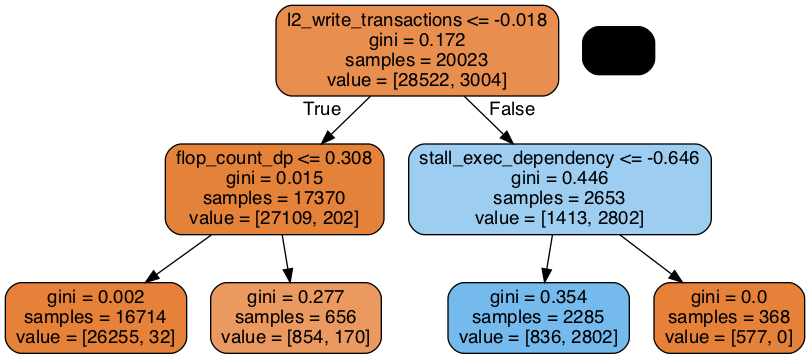 l2_write_transactions <= -0.018
gini = 0.172
samples = 20023
value = [28522, 3004]
True
False
flop_count_dp <= 0.308
gini = 0.015
samples = 17370
value = [27109, 202]
stall_exec_dependency <= -0.646
gini = 0.446
samples = 2653
value = [1413, 2802]
gini = 0.002
samples = 16714
value = [26255, 32]
gini = 0.277
samples = 656
value = [854, 170]
gini = 0.354
samples = 2285
value = [836, 2802]
gini = 0.0
samples = 368
value = [577, 0]